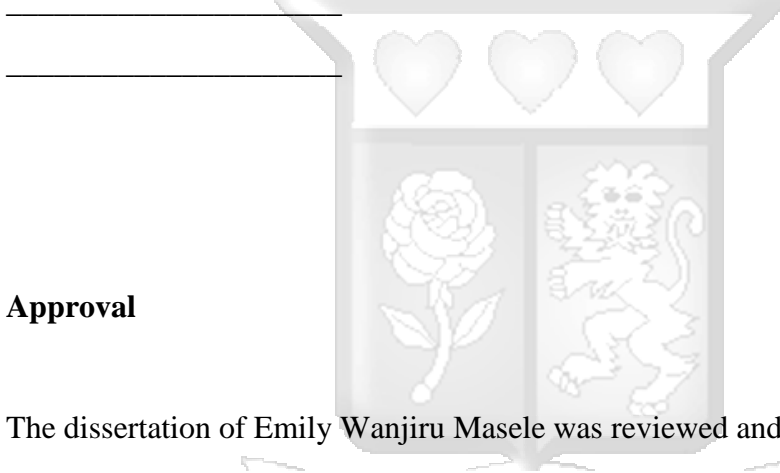 Approval
The dissertation of Emily Wanjiru Masele was reviewed and